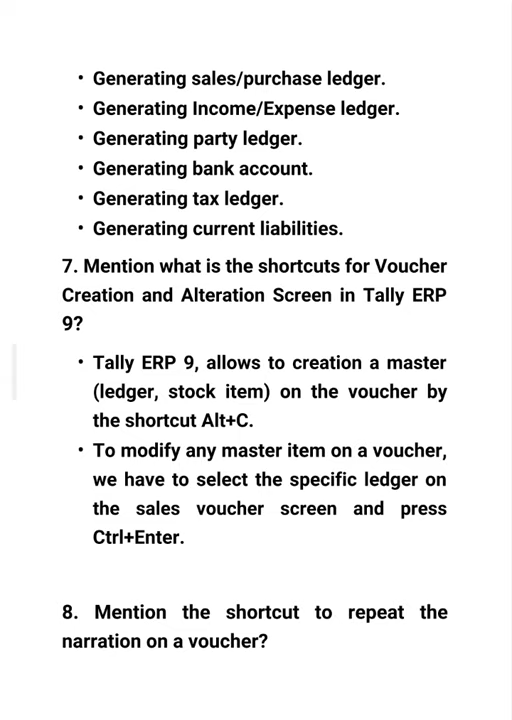 • Generating sales/purchase ledger.
• Generating Income/Expense ledger.
• Generating party ledger.
• Generating bank account.
• Generating tax ledger.
• Generating current liabilities.
7. Mention what is the shortcuts for Voucher
Creation and Alteration Screen in Tally ERP
9?
• Tally ERP 9, allows to creation a master
(ledger, stock item) on the voucher by
the shortcut Alt+C.
• To modify any master item on a voucher,
we have to select the specific ledger on
the sales voucher screen and press
Ctrl+Enter.
8. Mention the shortcut to repeat the
narration on a voucher?